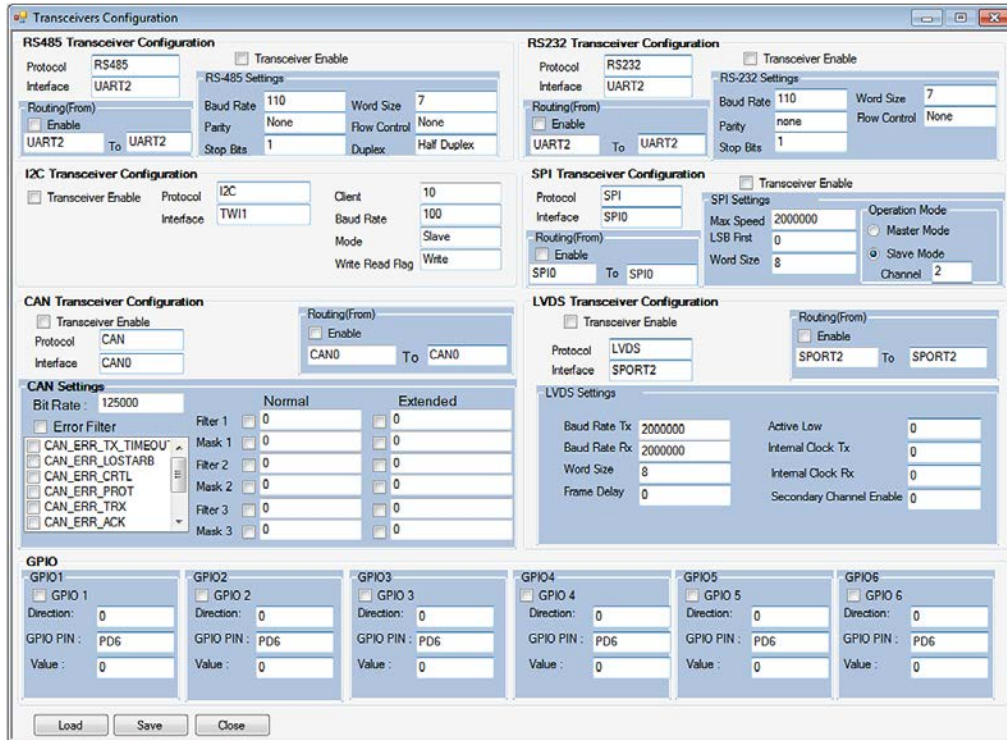 Transceivers Configuration
RS485 Transceiver Configuration
Protocol RS485
Transceiver Enable
Interface UART2
Routing(From)
Enable
UART2 To UART2
RS-485 Settings
Baud Rate 110 Word Size 7
Parity None Flow Control None
Stop Bits 1 Duplex Half Duplex
RS232 Transceiver Configuration
Protocol RS232
Transceiver Enable
Interface UART2
Routing(From)
Enable
UART2 To UART2
RS-232 Settings
Baud Rate 110 Word Size 7
Parity none Flow Control None
Stop Bits 1
I2C Transceiver Configuration
Transceiver Enable Protocol I2C
Interface TWI1
Client 10
Baud Rate 100
Mode Slave
Write Read Flag Write
SPI Transceiver Configuration
Transceiver Enable
Protocol SPI
Interface SPI0
Routing(From)
Enable
SPI0 To SPI0
SPI Settings
Max Speed 2000000
LSB First 0
Word Size 8
Operation Mode
Master Mode
Slave Mode
Channel 2
CAN Transceiver Configuration
Transceiver Enable
Protocol CAN
Interface CAN0
Routing(From)
Enable
CAN0 To CAN0
CAN Settings
Bit Rate : 125000
Error Filter
CAN_ERR_TX_TIMEOUT
CAN_ERR_LOSTARB
CAN_ERR_CRTL
CAN_ERR_PROT
CAN_ERR_TRX
CAN_ERR_ACK
Normal Extended
Filter 1 0 0
Mask 1 0 0
Filter 2 0 0
Mask 2 0 0
Filter 3 0 0
Mask 3 0 0
LVDS Transceiver Configuration
Transceiver Enable
Protocol LVDS
Interface SPORT2
Routing(From)
Enable
SPORT2 To SPORT2
LVDS Settings
Baud Rate Tx 2000000 Active Low 0
Baud Rate Rx 2000000 Internal Clock Tx 0
Word Size 8 Internal Clock Rx 0
Frame Delay 0 Secondary Channel Enable 0
GPIO
GPIO1
GPIO 1
Direction: 0
GPIO PIN : PD6
Value : 0
GPIO2
GPIO 2
Direction: 0
GPIO PIN : PD6
Value : 0
GPIO3
GPIO 3
Direction: 0
GPIO PIN : PD6
Value : 0
GPIO4
GPIO 4
Direction: 0
GPIO PIN : PD6
Value : 0
GPIO5
GPIO 5
Direction: 0
GPIO PIN : PD6
Value : 0
GPIO6
GPIO 6
Direction: 0
GPIO PIN : PD6
Value : 0
Load Save Close